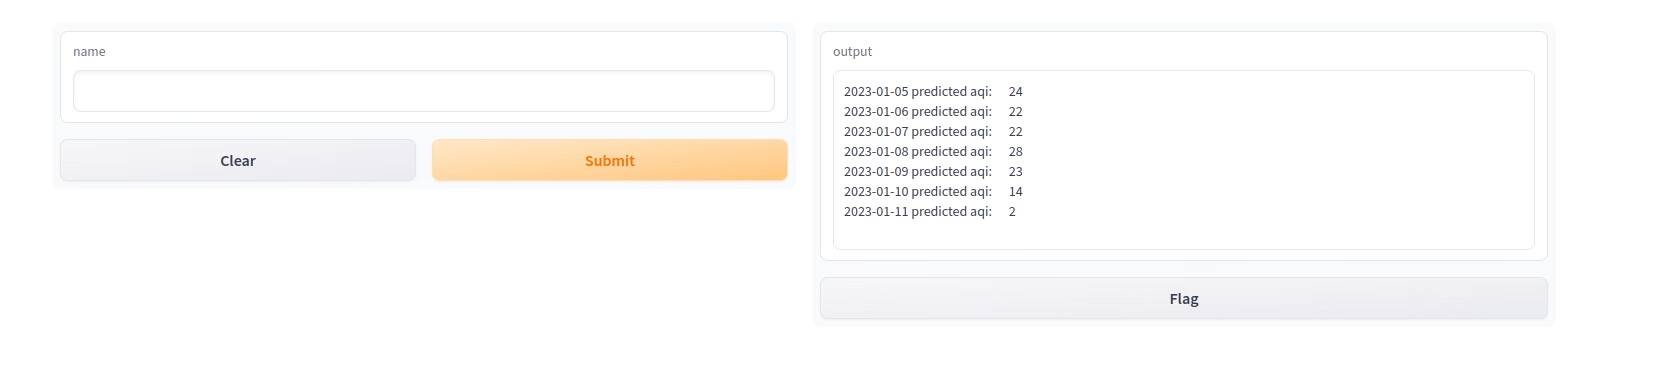 name
Clear
Submit
output
2023-01-05 predicted aqi: 24
2023-01-06 predicted aqi: 22
2023-01-07 predicted aqi: 22
2023-01-08 predicted aqi: 28
2023-01-09 predicted aqi: 23
2023-01-10 predicted aqi: 14
2023-01-11 predicted aqi: 2
Flag